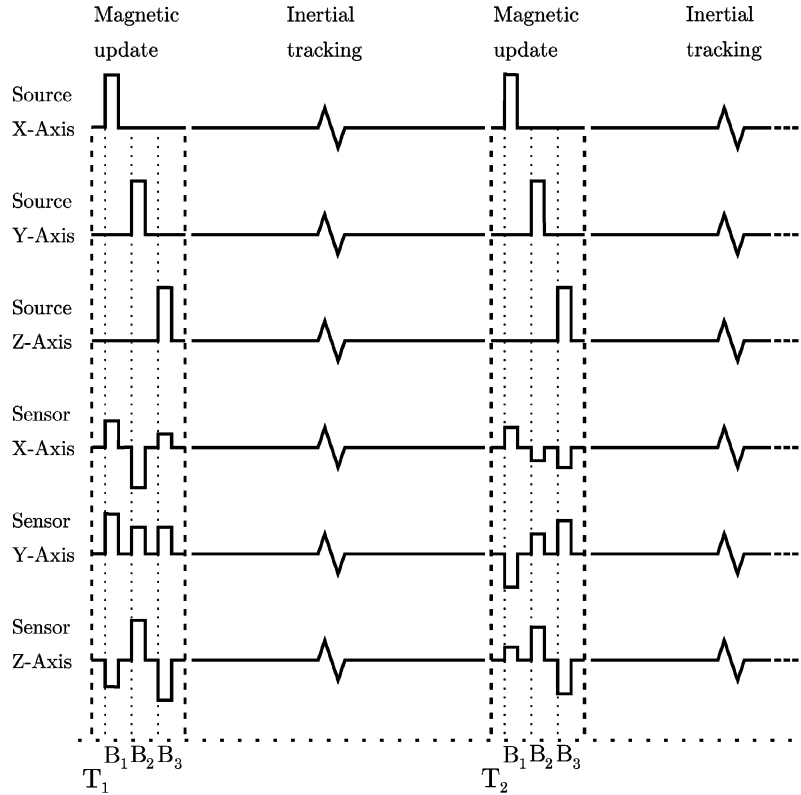 Magnetic update
Inertial tracking
Magnetic update
Inertial tracking
Source
X-Axis
Source
Y-Axis
Source
Z-Axis
Sensor
X-Axis
Sensor
Y-Axis
Sensor
Z-Axis
B₁ B₂ B₃
B₁ B₂ B₃
T₁
T₂